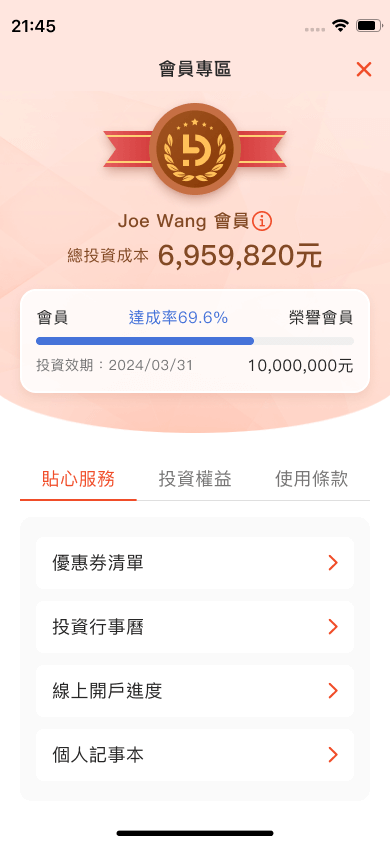 21:45
會員專區
Joe Wang 會員
總投資成本 6,959,820元
會員 達成率69.6% 榮譽會員
投資效期：2024/03/31 10,000,000元
貼心服務 投資權益 使用條款
優惠券清單
投資行事曆
線上開戶進度
個人記事本